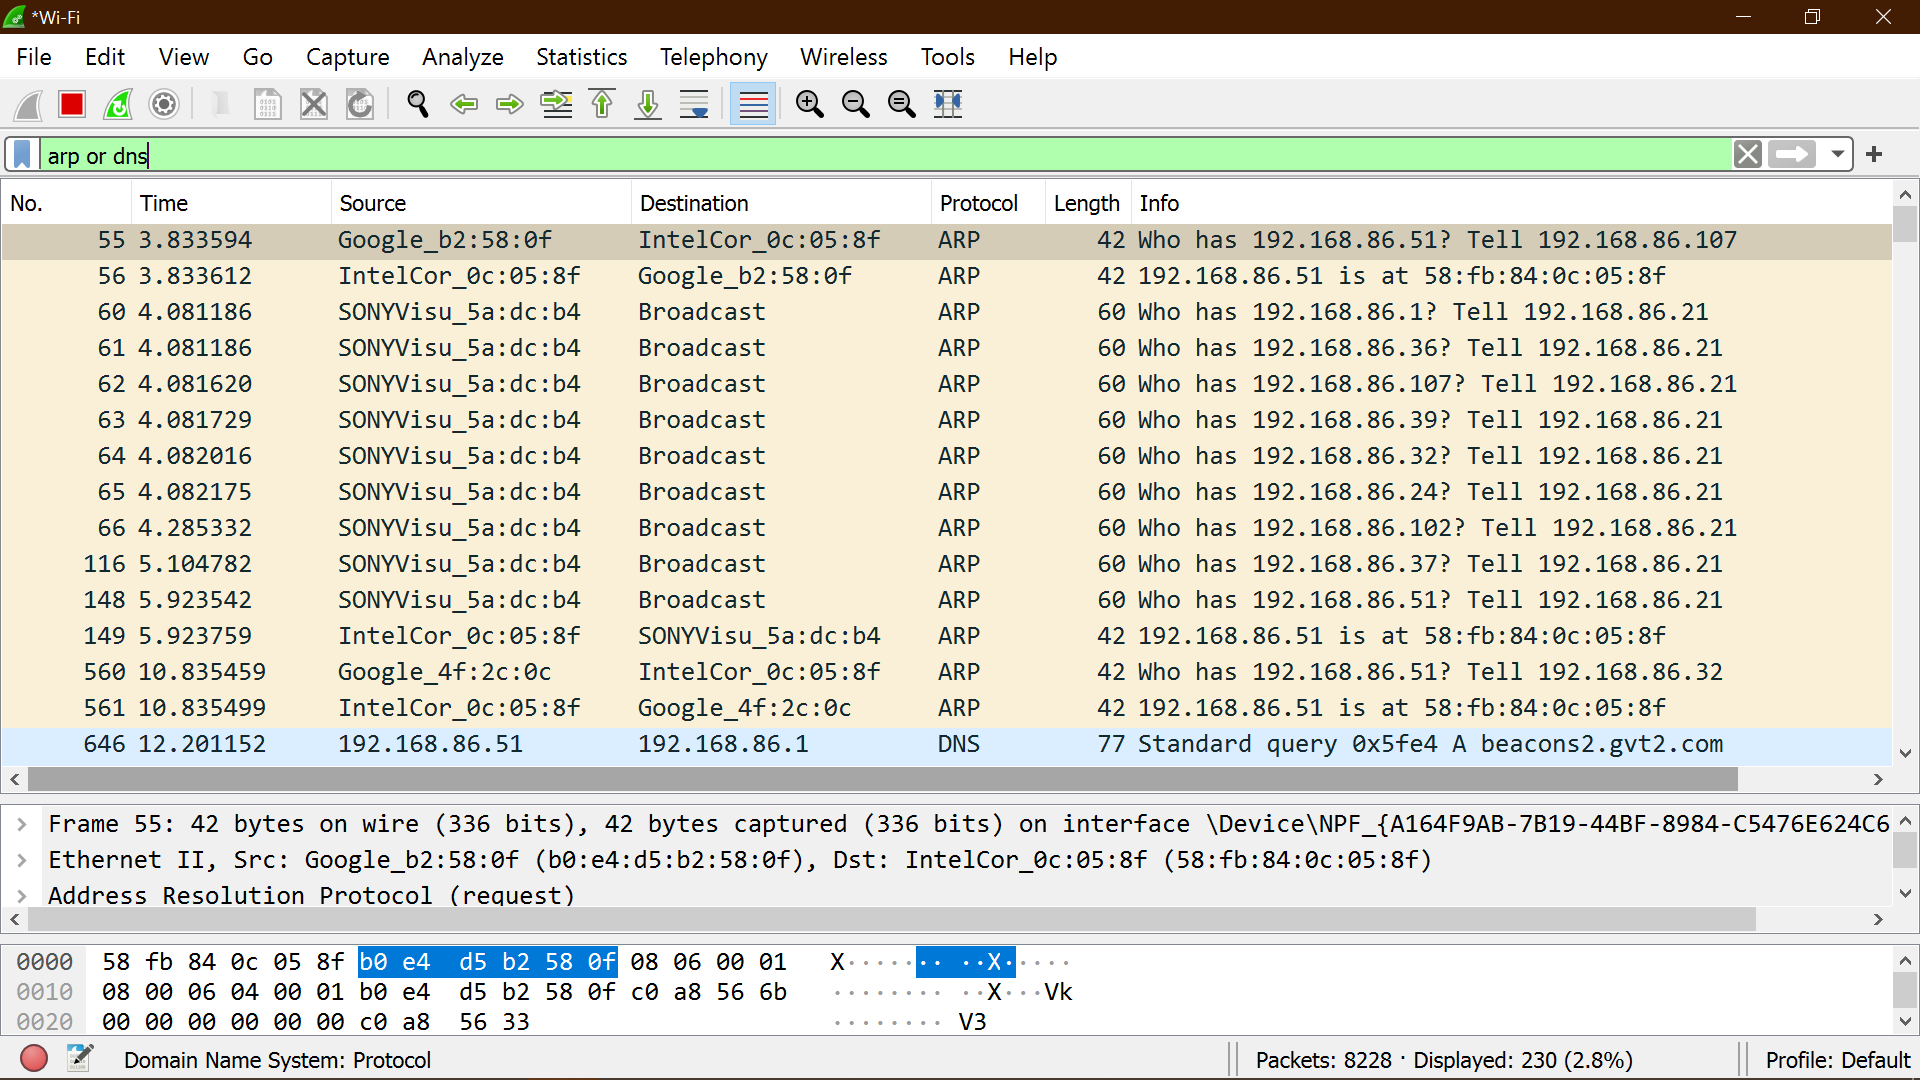 *Wi-Fi
File Edit View Go Capture Analyze Statistics Telephony Wireless Tools Help
arp or dns
No. Time Source Destination Protocol Length Info
55 3.833594 Google_b2:58:0f IntelCor_0c:05:8f ARP 42 Who has 192.168.86.51? Tell 192.168.86.107
56 3.833612 IntelCor_0c:05:8f Google_b2:58:0f ARP 42 192.168.86.51 is at 58:fb:84:0c:05:8f
60 4.081186 SONYVisu_5a:dc:b4 Broadcast ARP 60 Who has 192.168.86.1? Tell 192.168.86.21
61 4.081186 SONYVisu_5a:dc:b4 Broadcast ARP 60 Who has 192.168.86.36? Tell 192.168.86.21
62 4.081620 SONYVisu_5a:dc:b4 Broadcast ARP 60 Who has 192.168.86.107? Tell 192.168.86.21
63 4.081729 SONYVisu_5a:dc:b4 Broadcast ARP 60 Who has 192.168.86.39? Tell 192.168.86.21
64 4.082016 SONYVisu_5a:dc:b4 Broadcast ARP 60 Who has 192.168.86.32? Tell 192.168.86.21
65 4.082175 SONYVisu_5a:dc:b4 Broadcast ARP 60 Who has 192.168.86.24? Tell 192.168.86.21
66 4.285332 SONYVisu_5a:dc:b4 Broadcast ARP 60 Who has 192.168.86.102? Tell 192.168.86.21
116 5.104782 SONYVisu_5a:dc:b4 Broadcast ARP 60 Who has 192.168.86.37? Tell 192.168.86.21
148 5.923542 SONYVisu_5a:dc:b4 Broadcast ARP 60 Who has 192.168.86.51? Tell 192.168.86.21
149 5.923759 IntelCor_0c:05:8f SONYVisu_5a:dc:b4 ARP 42 192.168.86.51 is at 58:fb:84:0c:05:8f
560 10.835459 Google_4f:2c:0c IntelCor_0c:05:8f ARP 42 Who has 192.168.86.51? Tell 192.168.86.32
561 10.835499 IntelCor_0c:05:8f Google_4f:2c:0c ARP 42 192.168.86.51 is at 58:fb:84:0c:05:8f
646 12.201152 192.168.86.51 192.168.86.1 DNS 77 Standard query 0x5fe4 A beacons2.gvt2.com
Frame 55: 42 bytes on wire (336 bits), 42 bytes captured (336 bits) on interface \Device\NPF_{A164F9AB-7B19-44BF-8984-C5476E624C6
Ethernet II, Src: Google_b2:58:0f (b0:e4:d5:b2:58:0f), Dst: IntelCor_0c:05:8f (58:fb:84:0c:05:8f)
Address Resolution Protocol (request)
0000 58 fb 84 0c 05 8f b0 e4 d5 b2 58 0f 08 06 00 01 X······· ··X·····
0010 08 00 06 04 00 01 b0 e4 d5 b2 58 0f c0 a8 56 6b ········ ··X···Vk
0020 00 00 00 00 00 00 c0 a8 56 33 ········ V3
Domain Name System: Protocol Packets: 8228 · Displayed: 230 (2.8%) Profile: Default